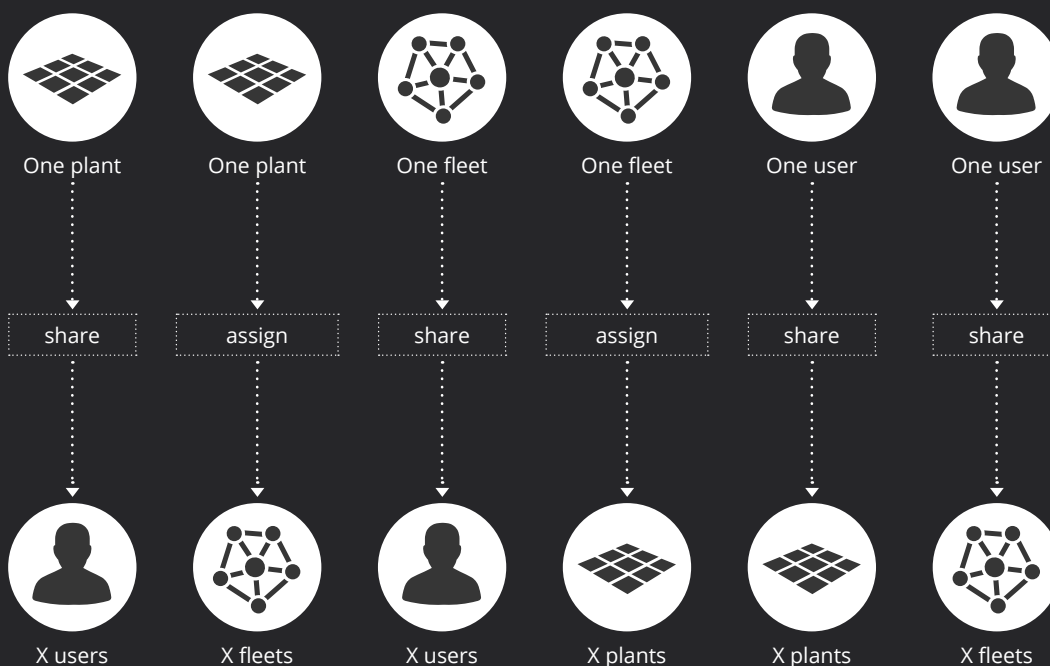 One plant
One plant
One fleet
One fleet
One user
One user
share
assign
share
assign
share
share
X users
X fleets
X users
X plants
X plants
X fleets